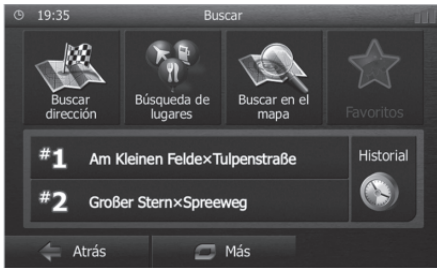 19:35 Buscar
Buscar dirección
Búsqueda de lugares
Buscar en el mapa
Favoritos
#1 Am Kleinen Felde×Tulpenstraße
Historial
#2 Großer Stern×Spreeweg
Atrás Más